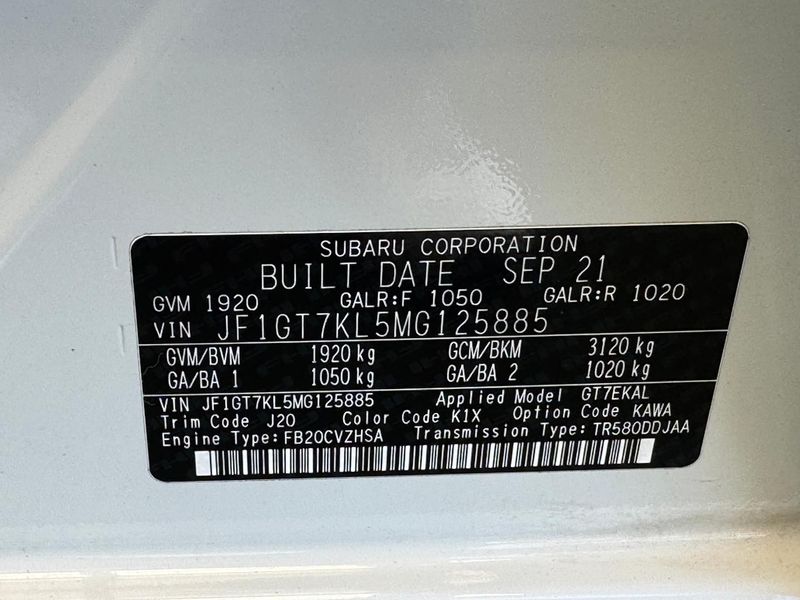 SUBARU CORPORATION
BUILT DATE SEP 21
GVM 1920 GALR:F 1050 GALR:R 1020
VIN JF1GT7KL5MG125885
GVM/BVM 1920 kg GCM/BKM 3120 kg
GA/BA 1 1050 kg GA/BA 2 1020 kg
VIN JF1GT7KL5MG125885 Applied Model GT7EKAL
Trim Code J20 Color Code K1X Option Code KAWA
Engine Type:FB20CVZHSA Transmission Type:TR580DDJAA